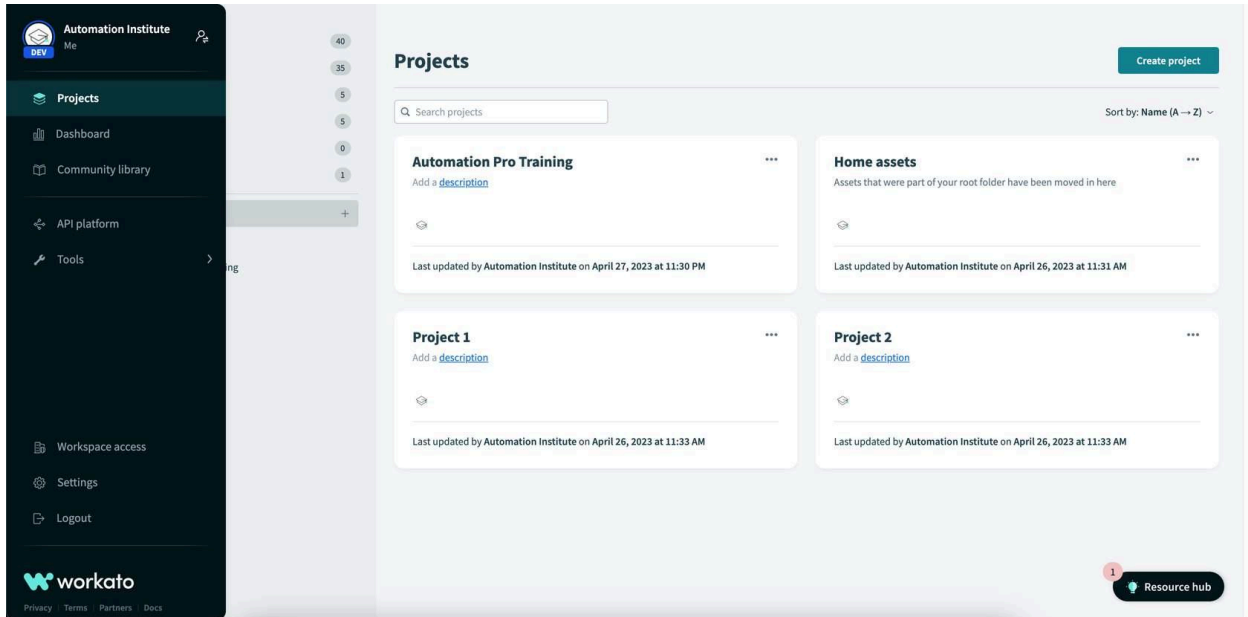 Automation Institute
Me
DEV
Projects
Dashboard
Community library
API platform
Tools
Workspace access
Settings
Logout
workato
Privacy | Terms | Partners | Docs
40
35
5
5
0
1
+
ing
Projects
Create project
Search projects
Sort by: Name (A → Z)
Automation Pro Training
Add a description
Last updated by Automation Institute on April 27, 2023 at 11:30 PM
Home assets
Assets that were part of your root folder have been moved in here
Last updated by Automation Institute on April 26, 2023 at 11:31 AM
Project 1
Add a description
Last updated by Automation Institute on April 26, 2023 at 11:33 AM
Project 2
Add a description
Last updated by Automation Institute on April 26, 2023 at 11:33 AM
1
Resource hub